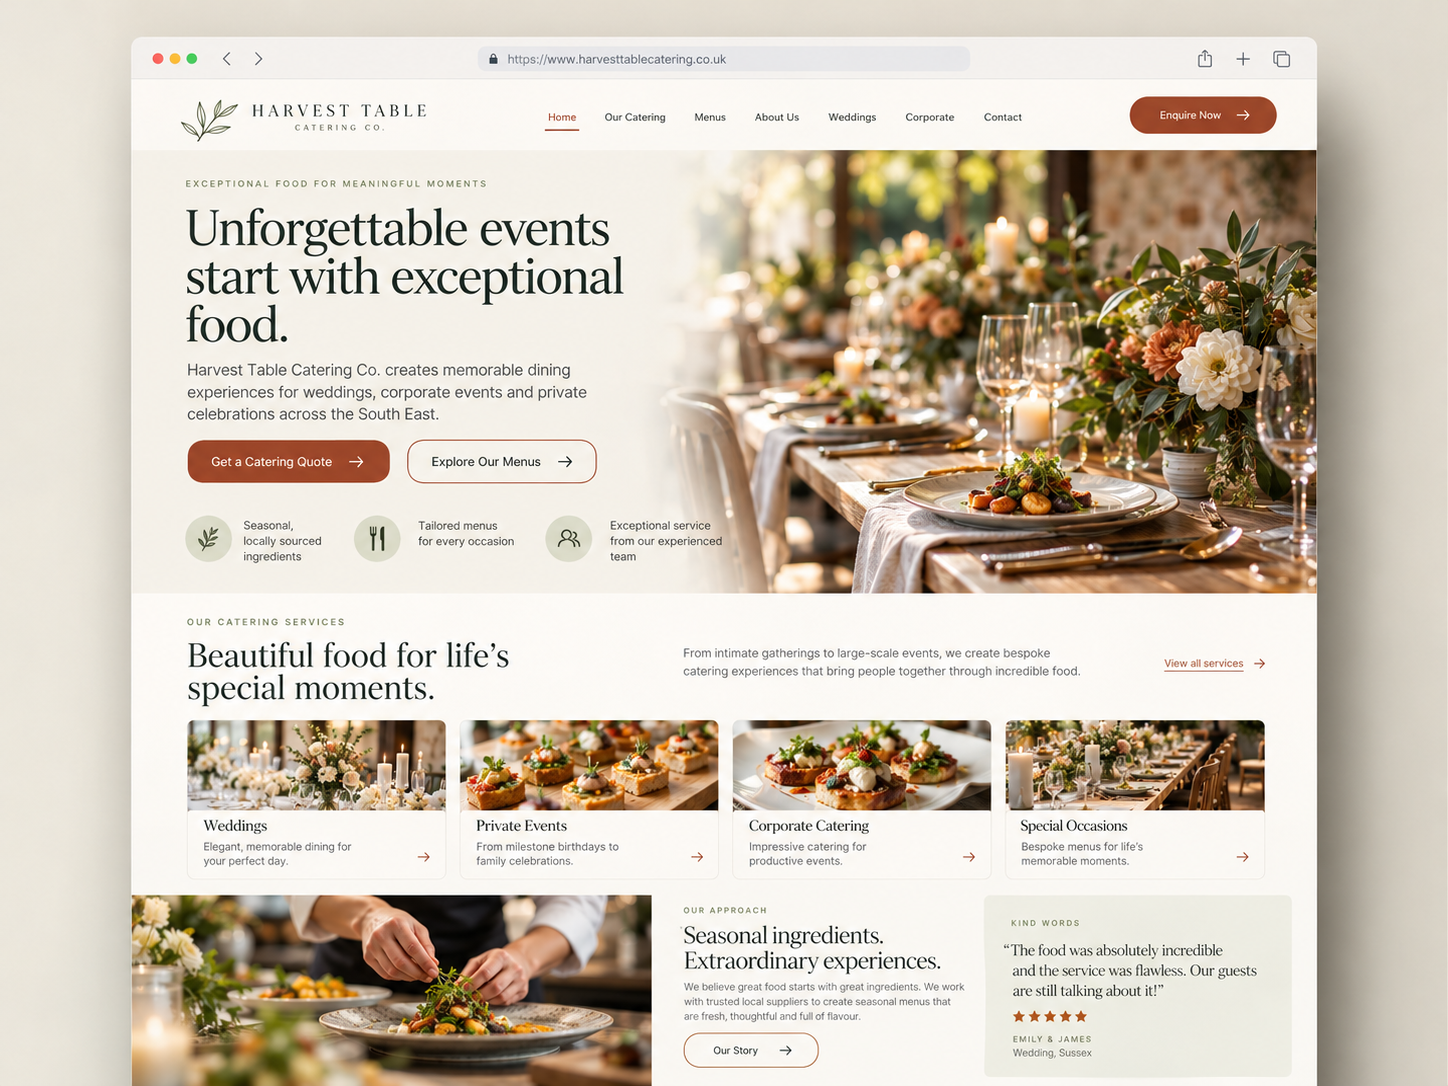 https://www.harvesttablecatering.co.uk
HARVEST TABLE
CATERING CO.
Home
Our Catering
Menus
About Us
Weddings
Corporate
Contact
Enquire Now
EXCEPTIONAL FOOD FOR MEANINGFUL MOMENTS
Unforgettable events
start with exceptional
food.
Harvest Table Catering Co. creates memorable dining
experiences for weddings, corporate events and private
celebrations across the South East.
Get a Catering Quote
Explore Our Menus
Seasonal,
locally sourced
ingredients
Tailored menus
for every occasion
Exceptional service
from our experienced
team
OUR CATERING SERVICES
Beautiful food for life's
special moments.
From intimate gatherings to large-scale events, we create bespoke
catering experiences that bring people together through incredible food.
View all services
Weddings
Elegant, memorable dining for
your perfect day.
Private Events
From milestone birthdays to
family celebrations.
Corporate Catering
Impressive catering for
productive events.
Special Occasions
Bespoke menus for life's
memorable moments.
OUR APPROACH
Seasonal ingredients.
Extraordinary experiences.
We believe great food starts with great ingredients. We work
with trusted local suppliers to create seasonal menus that
are fresh, thoughtful and full of flavour.
Our Story
KIND WORDS
“The food was absolutely incredible
and the service was flawless. Our guests
are still talking about it!”
EMILY & JAMES
Wedding, Sussex